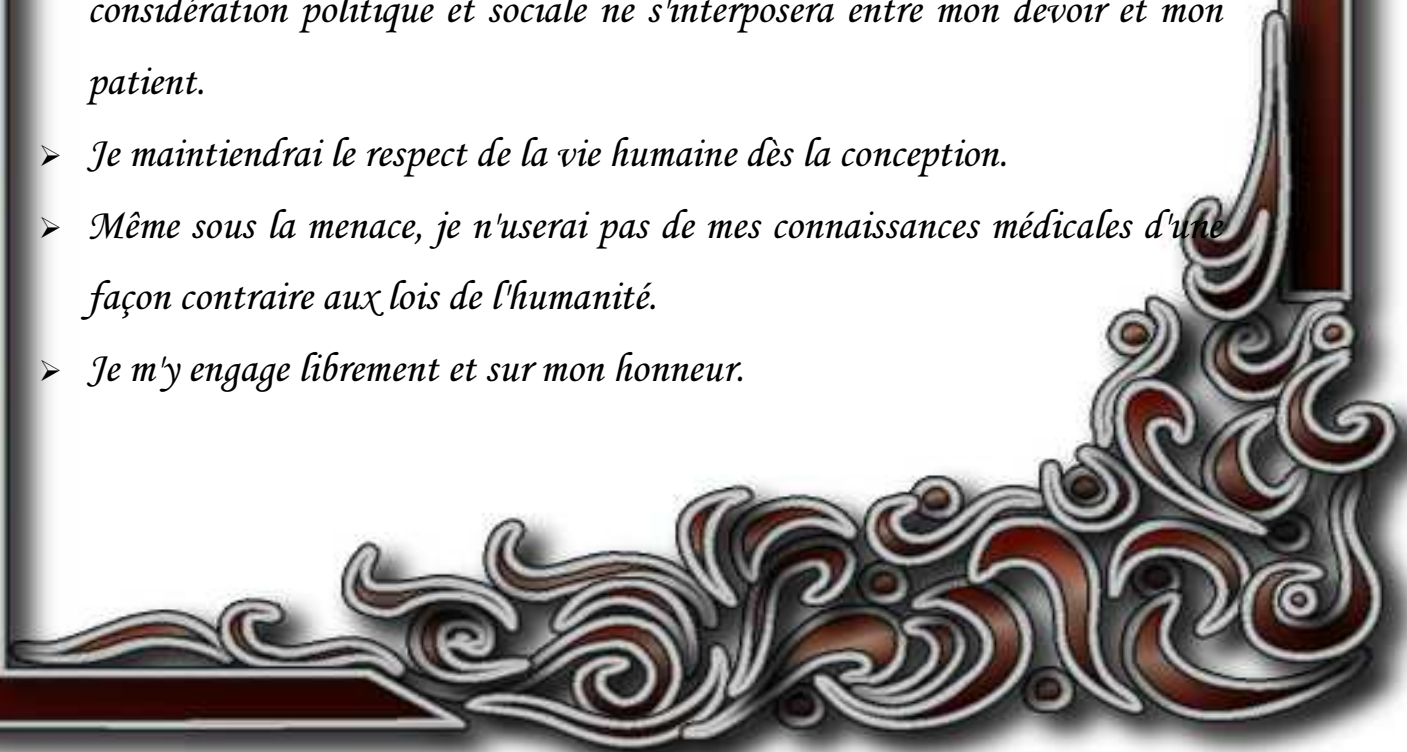 considération politique et sociale ne s'interposera entre mon devoir et mon
patient.
➢ Je maintiendrai le respect de la vie humaine dès la conception.
➢ Même sous la menace, je n'userai pas de mes connaissances médicales d'une
façon contraire aux lois de l'humanité.
➢ Je m'y engage librement et sur mon honneur.